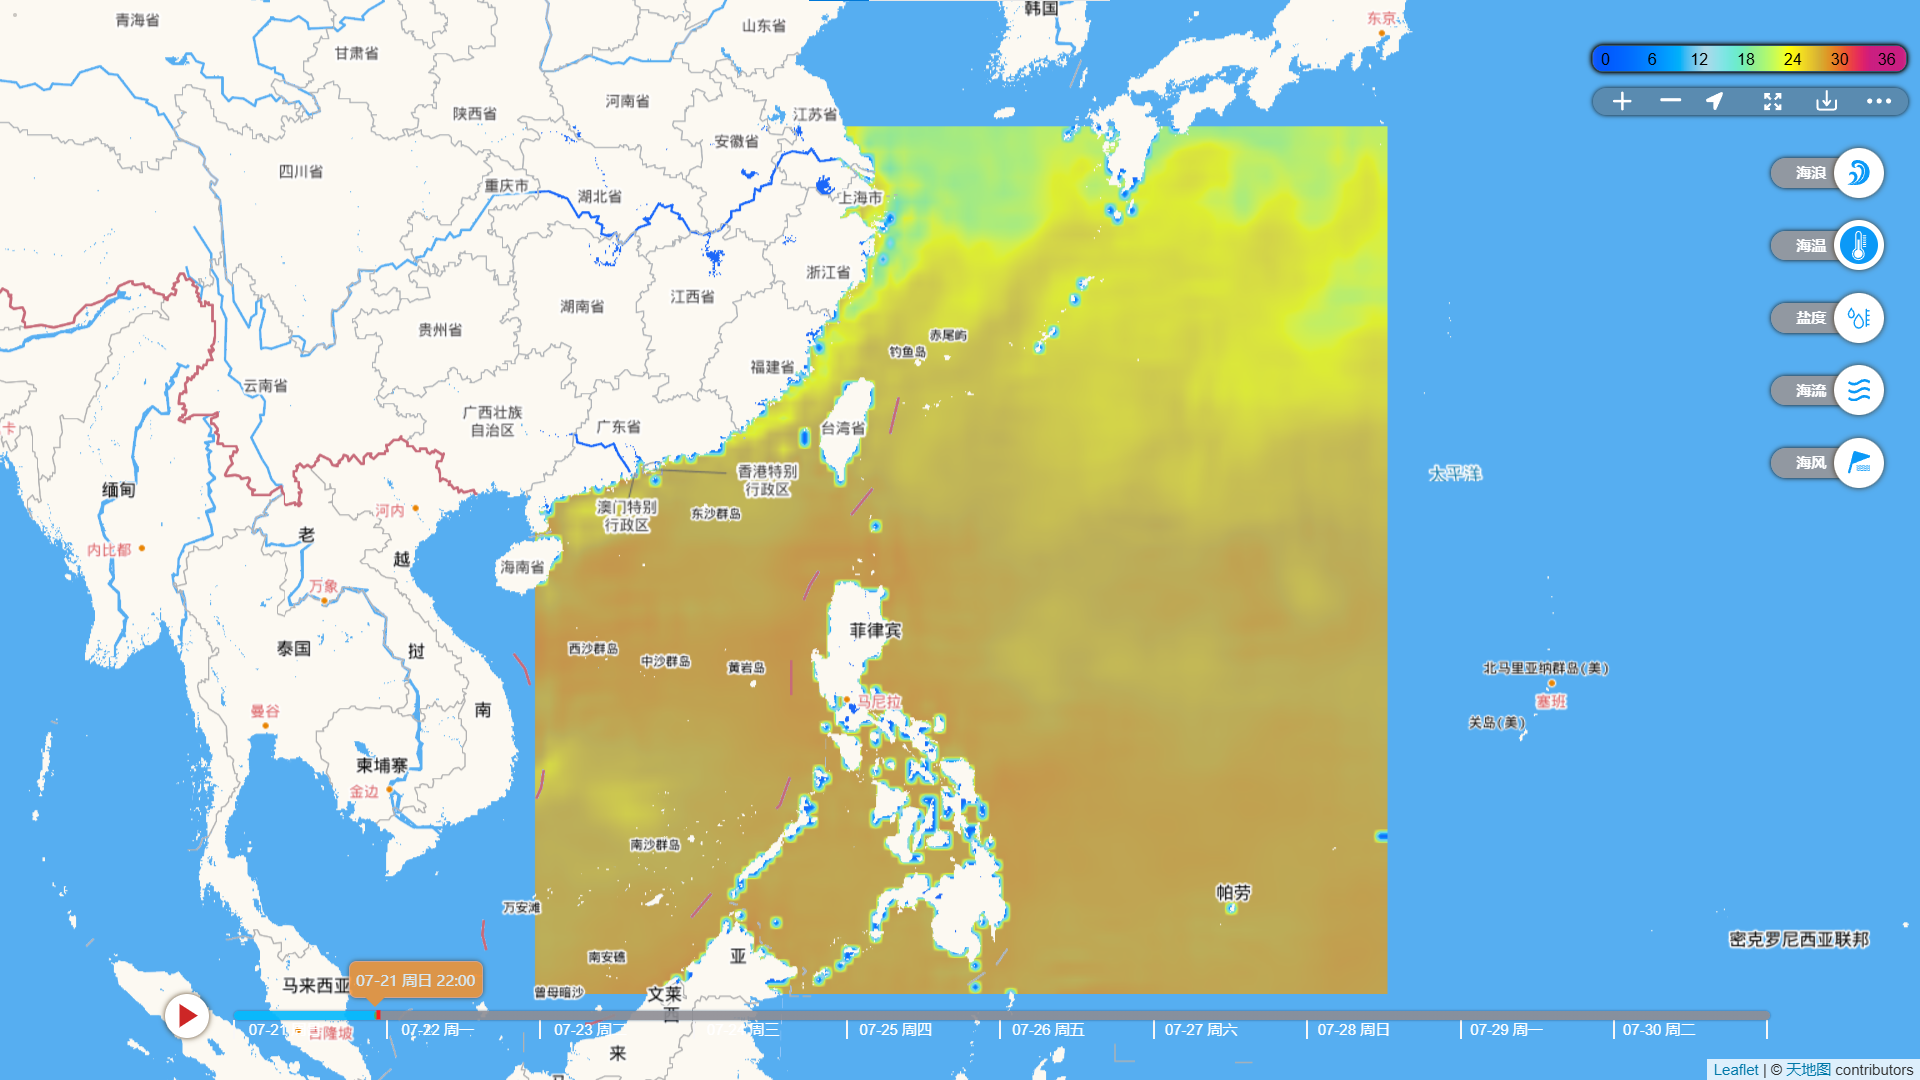 青海省
甘肃省
山东省
韩国
东京
陕西省
河南省
江苏省
安徽省
四川省
重庆市
湖北省
上海市
浙江省
江西省
湖南省
贵州省
福建省
云南省
赤尾屿
钓鱼岛
广西壮族
自治区
广东省
台湾省
卡
香港特别
行政区
澳门特别
行政区
东沙群岛
太平洋
缅甸
河内
内比都
老
越
海南省
万象
泰国
挝
西沙群岛
中沙群岛
黄岩岛
菲律宾
马尼拉
北马里亚纳群岛(美)
塞班
关岛(美)
曼谷
南
柬埔寨
金边
南沙群岛
帕劳
万安滩
密克罗尼西亚联邦
南安礁
亚
马来西亚
曾母暗沙
文莱
西
来
吉隆坡
0 6 12 18 24 30 36
海浪
海温
盐度
海流
海风
07-21 周日 22:00
07-22 周一
07-25 周四
07-26 周五
07-27 周六
07-28 周日
07-29 周一
07-30 周二
Leaflet | © 天地图 contributors